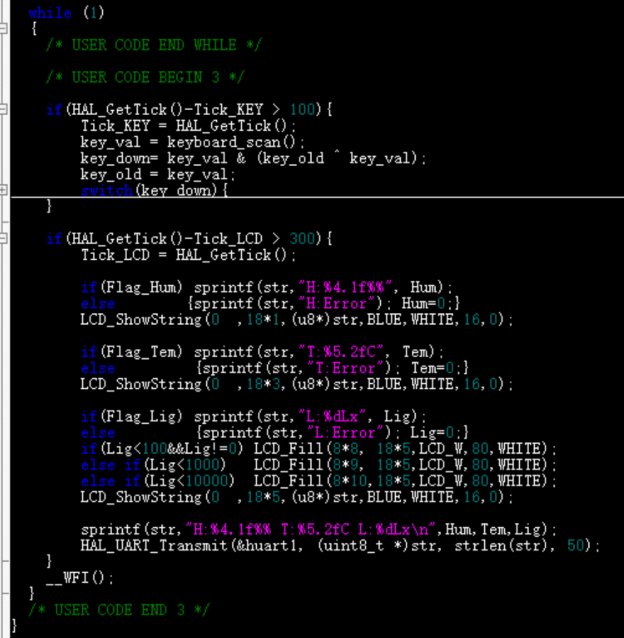 while (1)
{
/* USER CODE END WHILE */
/* USER CODE BEGIN 3 */
if(HAL_GetTick()-Tick_KEY > 100){
Tick_KEY = HAL_GetTick();
key_val = keyboard_scan();
key_down= key_val & (key_old ^ key_val);
key_old = key_val;
switch(key_down){
}
if(HAL_GetTick()-Tick_LCD > 300){
Tick_LCD = HAL_GetTick();
if(Flag_Hum) sprintf(str,"H:%4.1f%%", Hum);
else {sprintf(str,"H:Error"); Hum=0;}
LCD_ShowString(0 ,18*1,(u8*)str,BLUE,WHITE,16,0);
if(Flag_Tem) sprintf(str,"T:%5.2fC", Tem);
else {sprintf(str,"T:Error"); Tem=0;}
LCD_ShowString(0 ,18*3,(u8*)str,BLUE,WHITE,16,0);
if(Flag_Lig) sprintf(str,"L:%dLx", Lig);
else {sprintf(str,"L:Error"); Lig=0;}
if(Lig<100&&Lig!=0) LCD_Fill(8*8, 18*5,LCD_W,80,WHITE);
else if(Lig<1000) LCD_Fill(8*9, 18*5,LCD_W,80,WHITE);
else if(Lig<10000) LCD_Fill(8*10,18*5,LCD_W,80,WHITE);
LCD_ShowString(0 ,18*5,(u8*)str,BLUE,WHITE,16,0);
sprintf(str,"H:%4.1f%% T:%5.2fC L:%dLx\n",Hum,Tem,Lig);
HAL_UART_Transmit(&huart1, (uint8_t *)str, strlen(str), 50);
}
__WFI();
}
/* USER CODE END 3 */
}